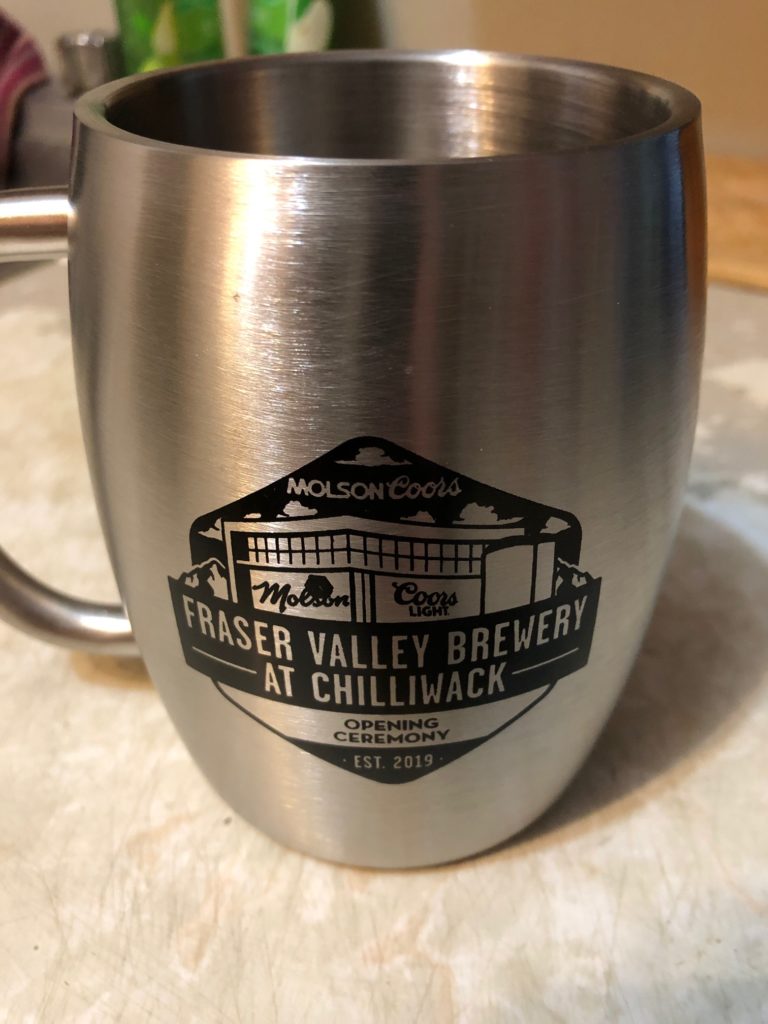 MOLSON Coors
Molson
Coors
LIGHT
FRASER VALLEY BREWERY
AT CHILLIWACK
OPENING
CEREMONY
· EST. 2019 ·